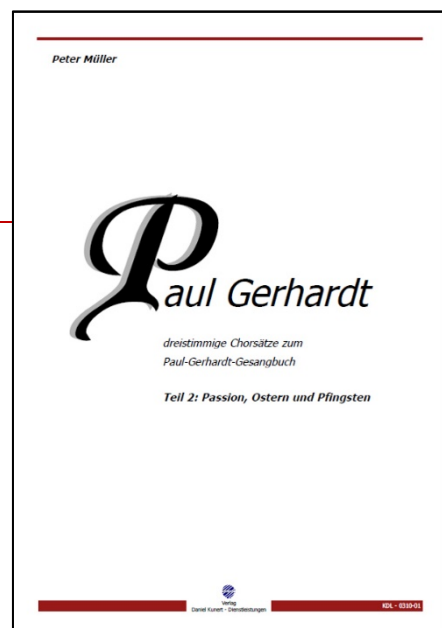 Peter Müller
Paul Gerhardt
dreistimmige Chorsätze zum
Paul-Gerhardt-Gesangbuch
Teil 2: Passion, Ostern und Pfingsten
Verlag
Daniel Kunert - Dienstleistungen
KDL - 0310-01